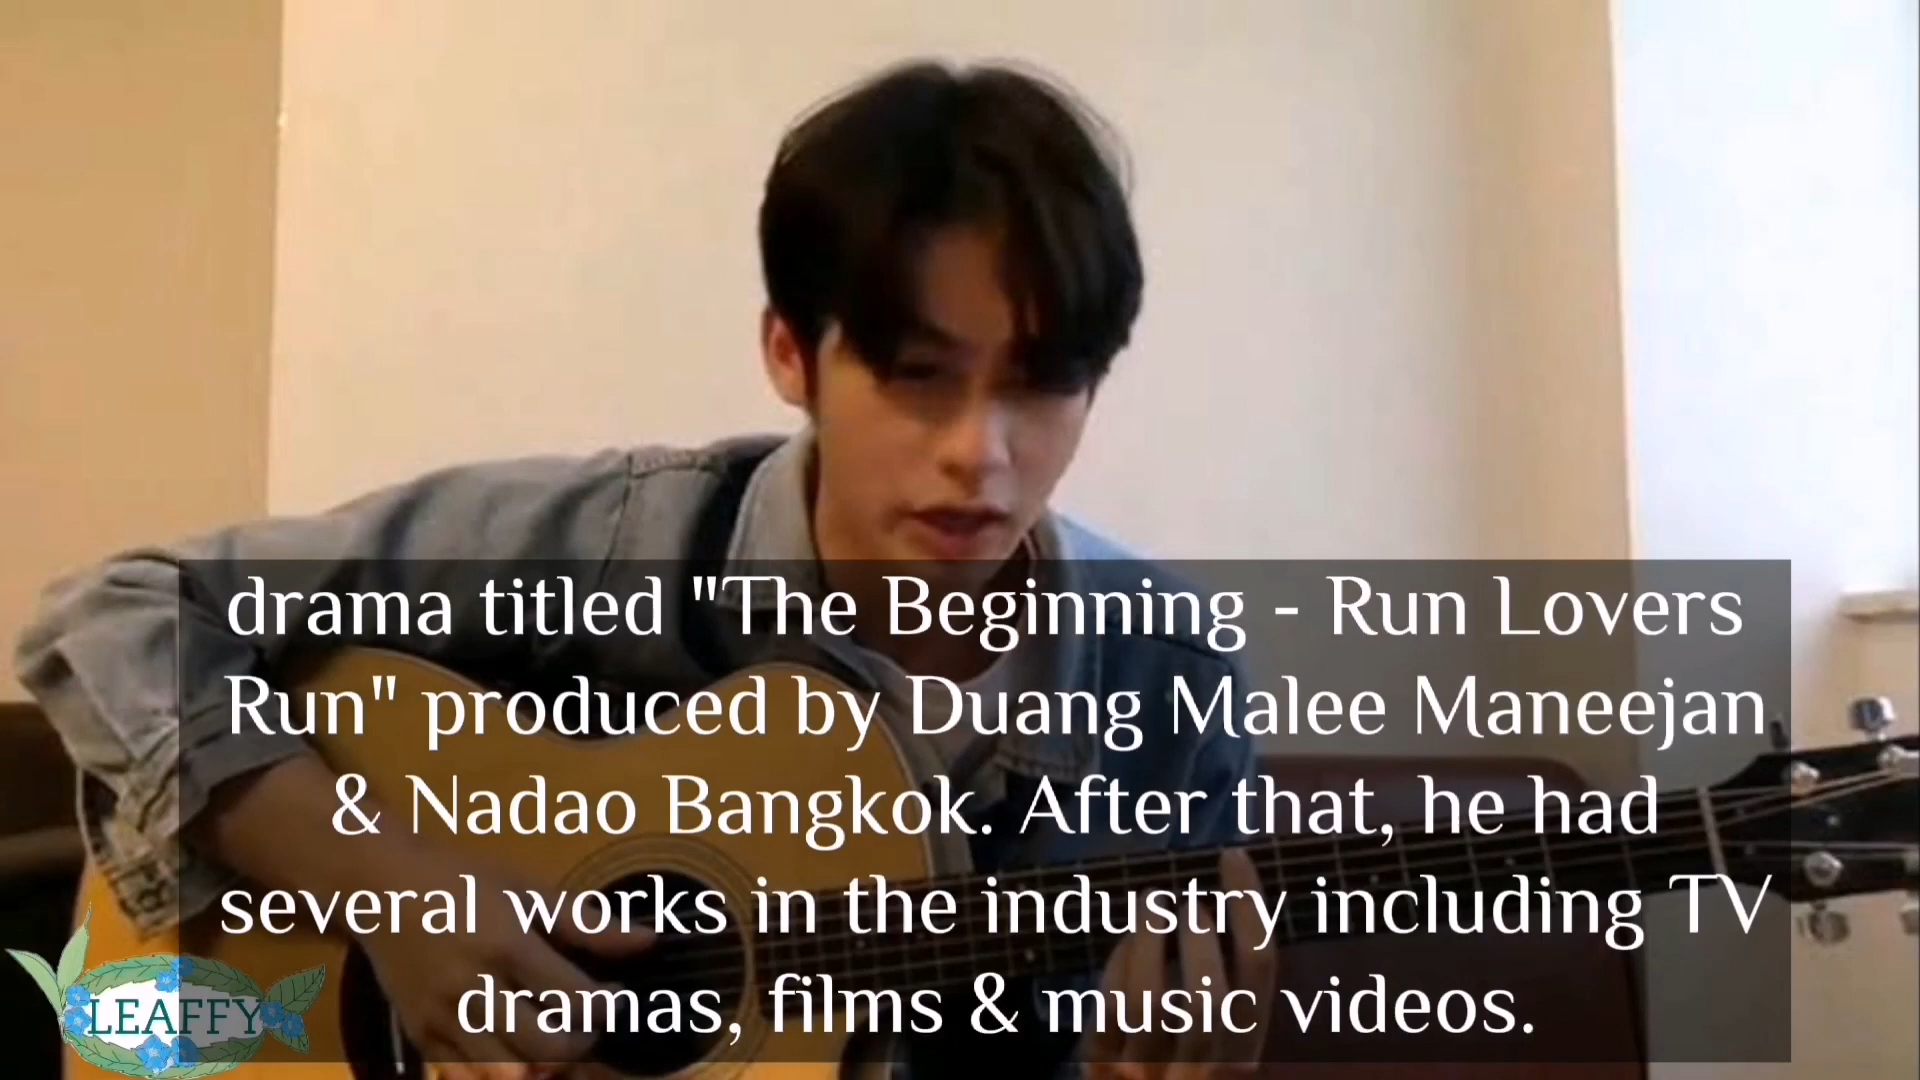 drama titled "The Beginning - Run Lovers
Run" produced by Duang Malee Maneejan
& Nadao Bangkok. After that, he had
several works in the industry including TV
dramas, films & music videos.
LEAFFY